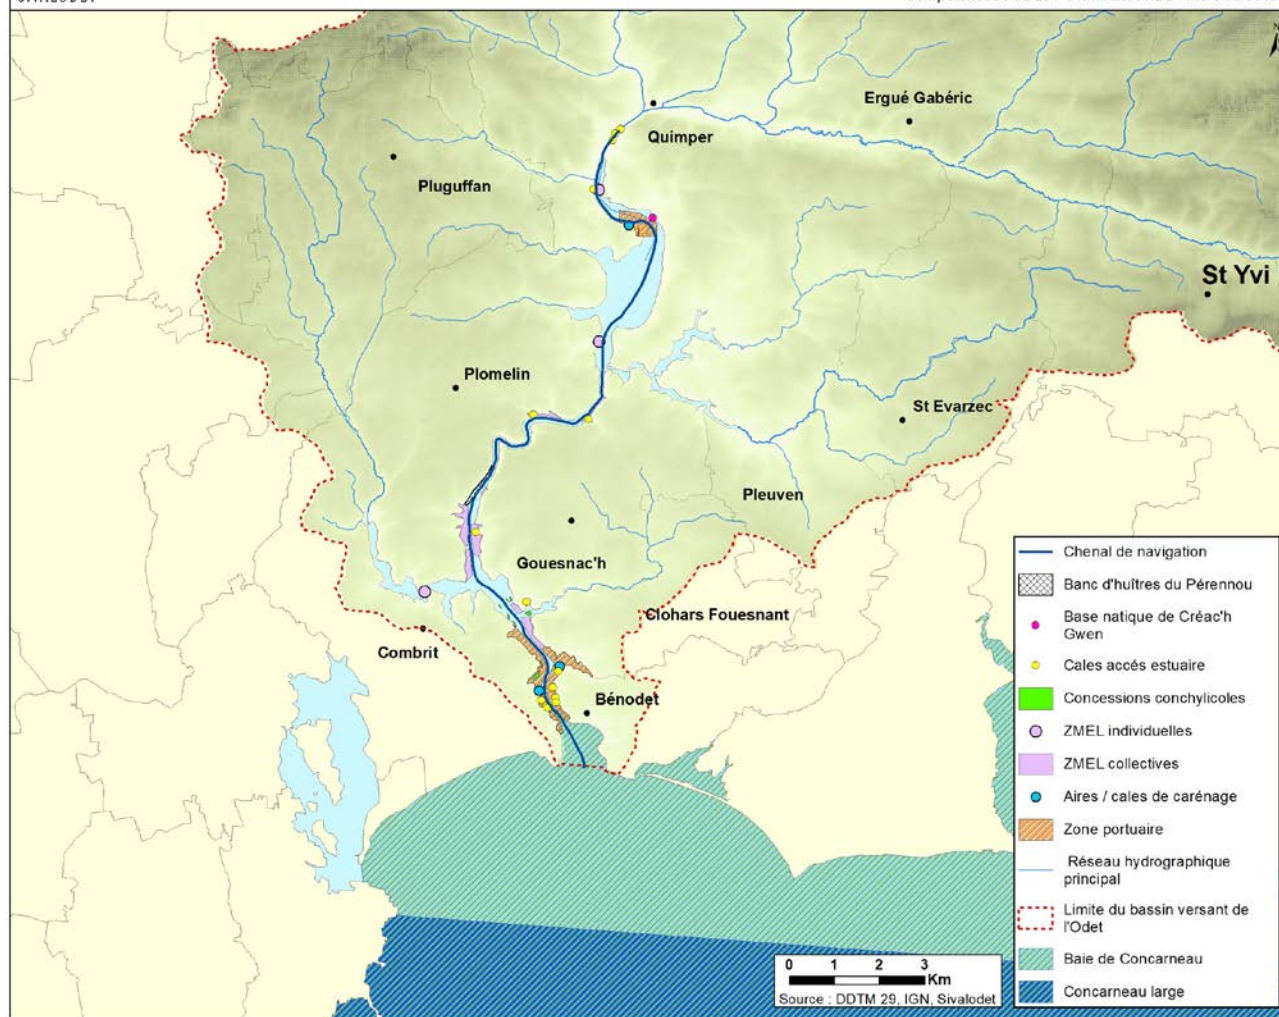 Ergué Gabéric
Quimper
Pluguffan
St Yvi
Plomelin
St Evarzec
Pleuven
Gouesnac'h
Clohars Fouesnant
Combrit
Bénodet
Chenal de navigation
Banc d'huîtres du Pérennou
Base natique de Créac'h
Gwen
Cales accés estuaire
Concessions conchylicoles
ZMEL individuelles
ZMEL collectives
Aires / cales de carénage
Zone portuaire
Réseau hydrographique
principal
Limite du bassin versant de
l'Odet
Baie de Concarneau
Concarneau large
0 1 2 3
Km
Source : DDTM 29, IGN, Sivalodet